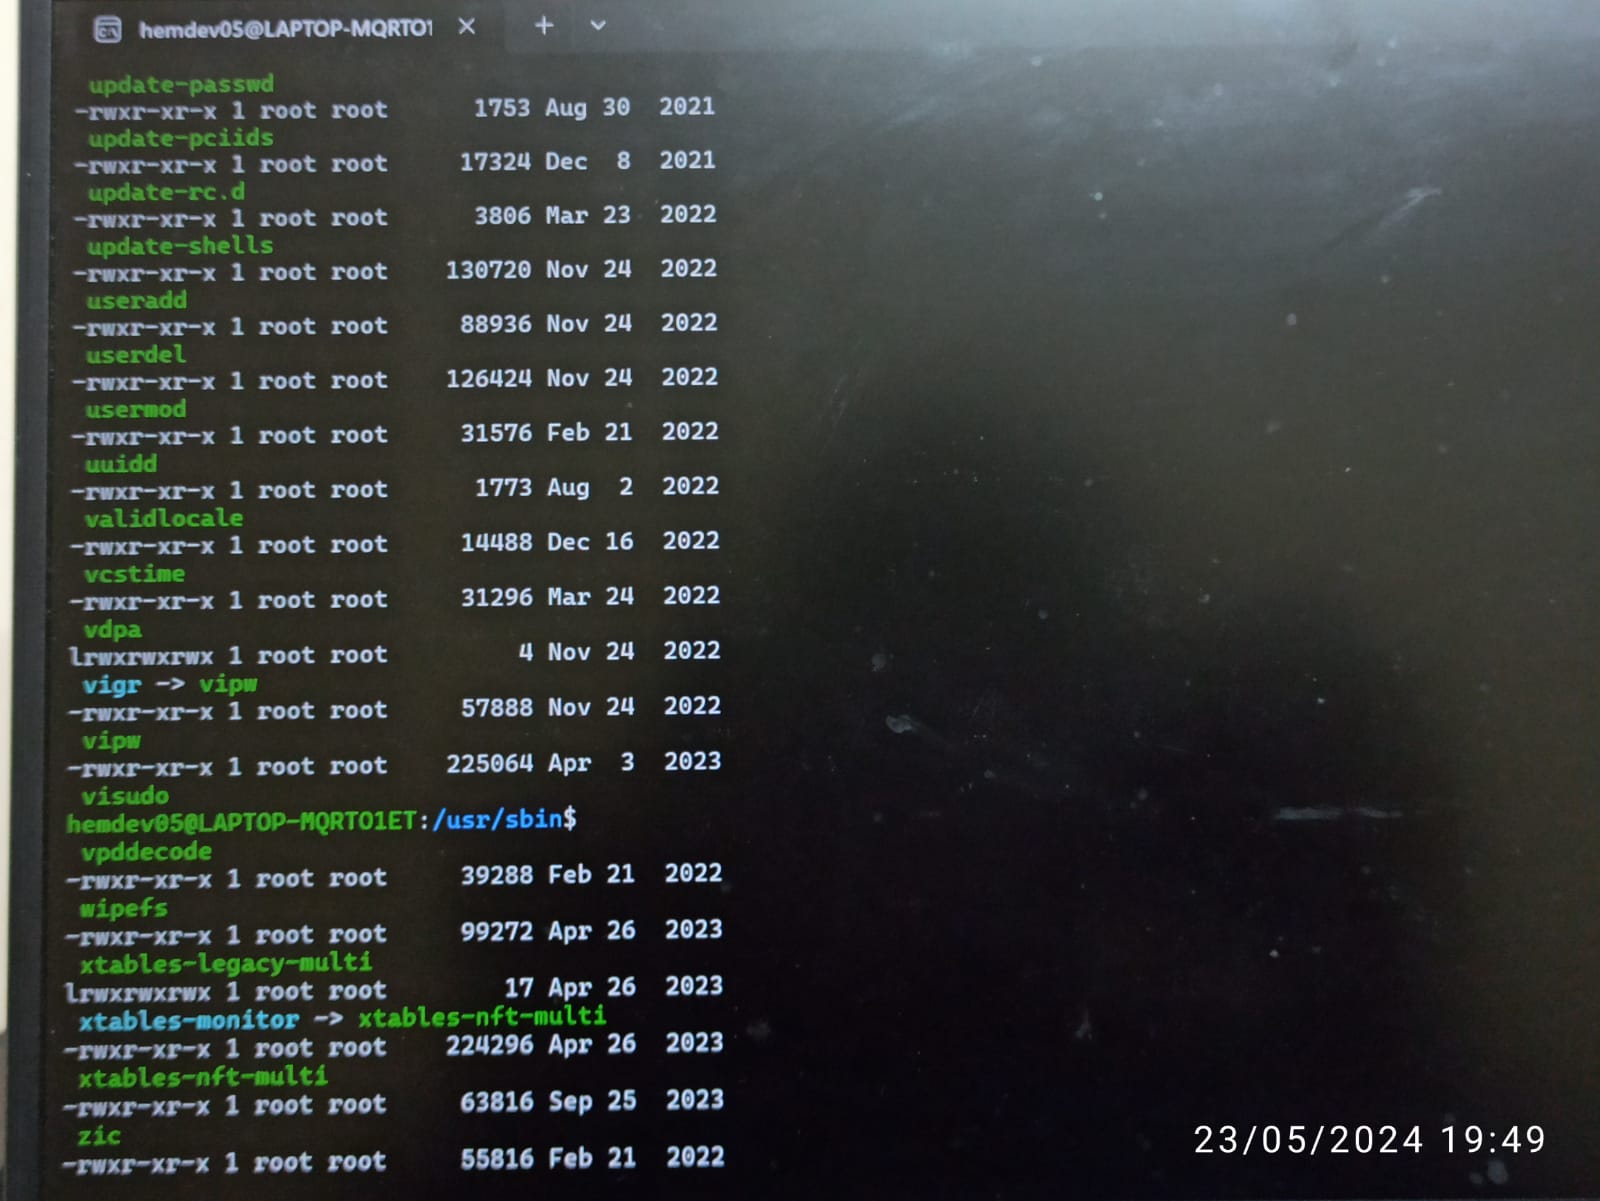 hemdev05@LAPTOP-MQRTO1
update-passwd
-rwxr-xr-x 1 root root 1753 Aug 30 2021
update-pciids
-rwxr-xr-x 1 root root 17324 Dec 8 2021
update-rc.d
-rwxr-xr-x 1 root root 3806 Mar 23 2022
update-shells
-rwxr-xr-x 1 root root 130720 Nov 24 2022
useradd
-rwxr-xr-x 1 root root 88936 Nov 24 2022
userdel
-rwxr-xr-x 1 root root 126424 Nov 24 2022
usermod
-rwxr-xr-x 1 root root 31576 Feb 21 2022
uuidd
-rwxr-xr-x 1 root root 1773 Aug 2 2022
validlocale
-rwxr-xr-x 1 root root 14488 Dec 16 2022
vcstime
-rwxr-xr-x 1 root root 31296 Mar 24 2022
vdpa
lrwxrwxrwx 1 root root 4 Nov 24 2022
vigr -> vipw
-rwxr-xr-x 1 root root 57888 Nov 24 2022
vipw
-rwxr-xr-x 1 root root 225064 Apr 3 2023
visudo
hemdev05@LAPTOP-MQRTO1ET:/usr/sbin$
vpddecode
-rwxr-xr-x 1 root root 39288 Feb 21 2022
wipefs
-rwxr-xr-x 1 root root 99272 Apr 26 2023
xtables-legacy-multi
lrwxrwxrwx 1 root root 17 Apr 26 2023
xtables-monitor -> xtables-nft-multi
-rwxr-xr-x 1 root root 224296 Apr 26 2023
xtables-nft-multi
-rwxr-xr-x 1 root root 63816 Sep 25 2023
zic
-rwxr-xr-x 1 root root 55816 Feb 21 2022
23/05/2024 19:49